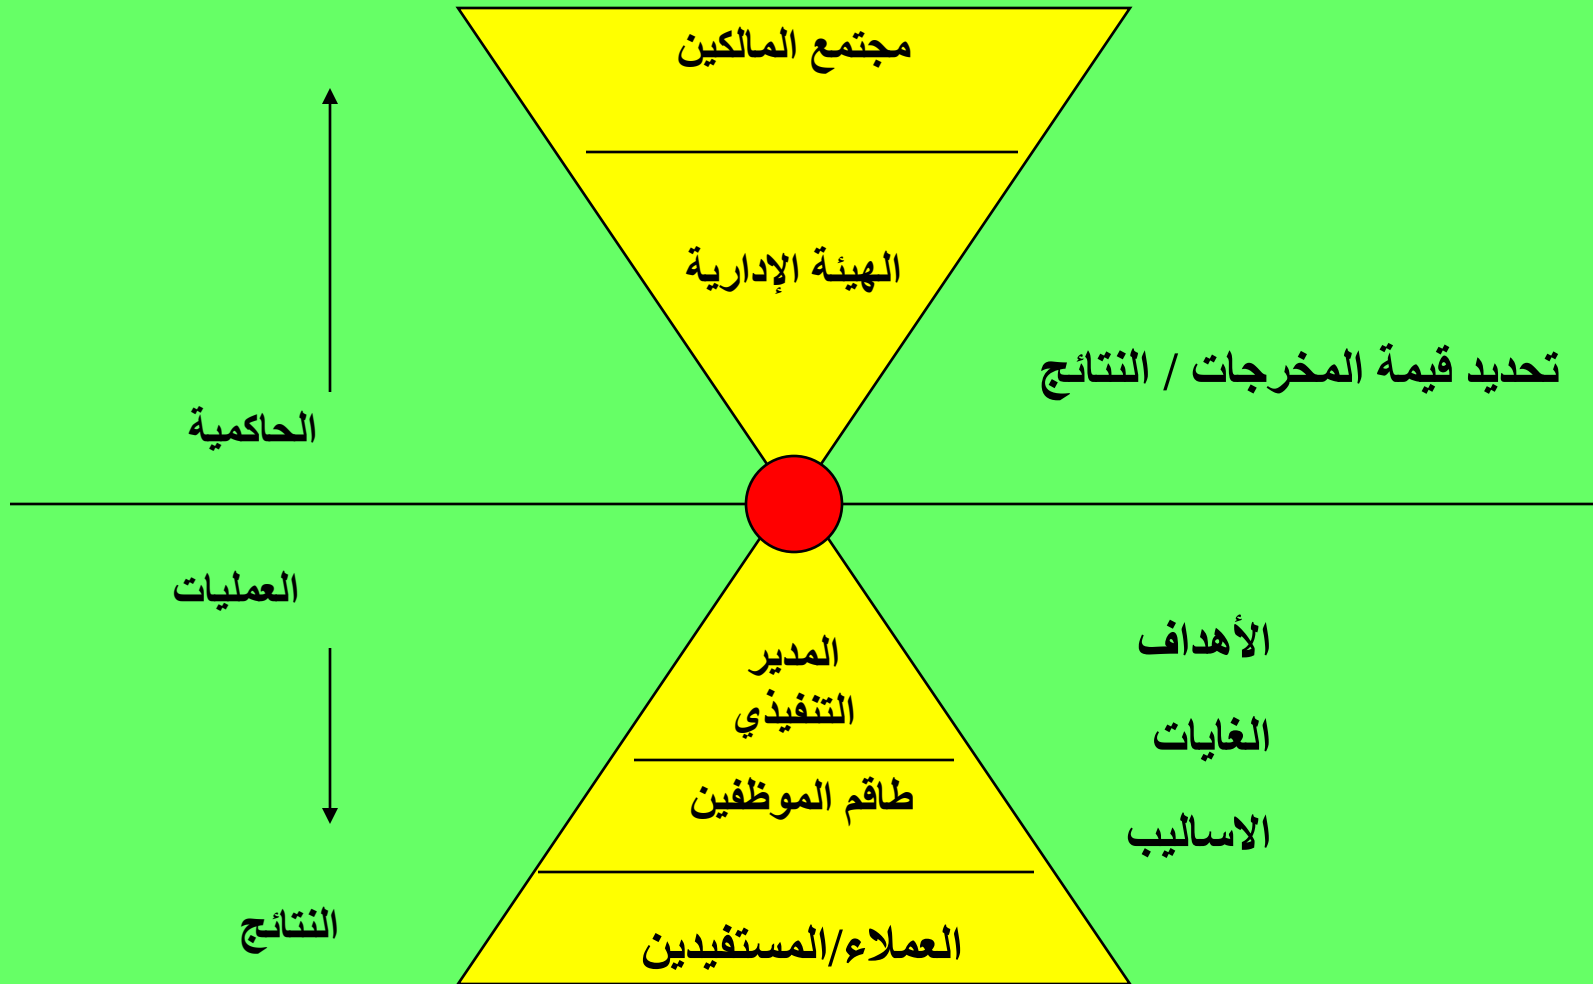 مجتمع المالكين
الهيئة الإدارية
تحديد قيمة المخرجات / النتائج
الحاكمية
العمليات
المدير
التنفيذي
الأهداف
الغايات
طاقم الموظفين
الاساليب
النتائج
العملاء/المستفيدين